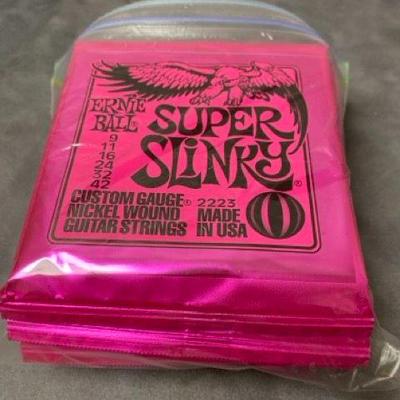 ERNIE
BALL
SUPER
SLINKY®
9
11
16
24
32
42
CUSTOM GAUGE® 2223
NICKEL WOUND MADE
GUITAR STRINGS IN USA